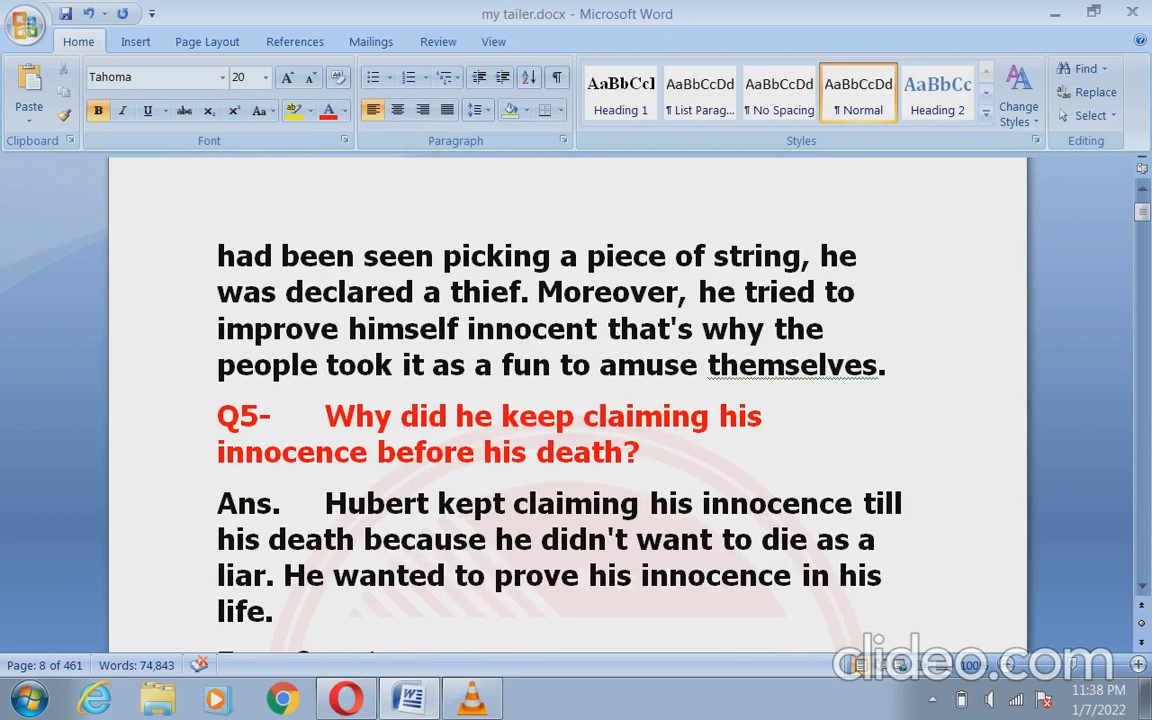 my tailer.docx - Microsoft Word
Home Insert Page Layout References Mailings Review View
Paste
Clipboard
Tahoma 20
Font
Paragraph
AaBbCcI AaBbCcDd AaBbCcDd AaBbCcDd AaBbCc
Heading 1 ¶ List Parag... ¶ No Spacing ¶ Normal Heading 2
Change Styles
Styles
Find
Replace
Select
Editing
had been seen picking a piece of string, he
was declared a thief. Moreover, he tried to
improve himself innocent that's why the
people took it as a fun to amuse themselves.
Q5- Why did he keep claiming his
innocence before his death?
Ans. Hubert kept claiming his innocence till
his death because he didn't want to die as a
liar. He wanted to prove his innocence in his
life.
Page: 8 of 461 Words: 74,843 100%
clideo.com
11:38 PM
1/7/2022